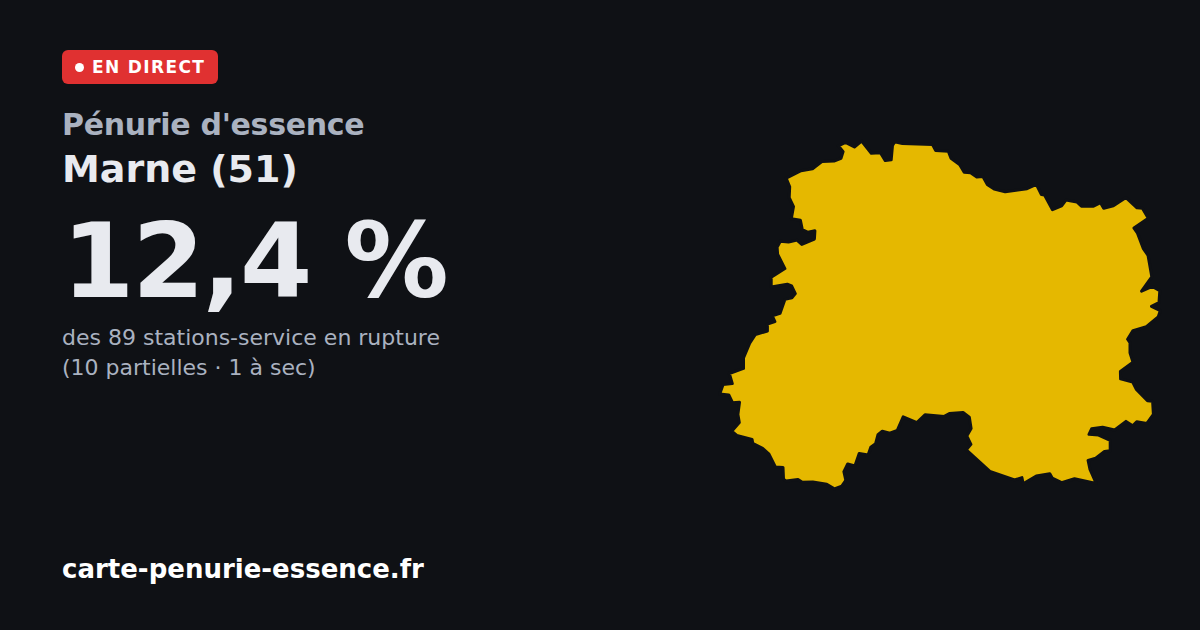 EN DIRECT
Pénurie d'essence
Marne (51)
12,4 %
des 89 stations-service en rupture
(10 partielles · 1 à sec)
carte-penurie-essence.fr